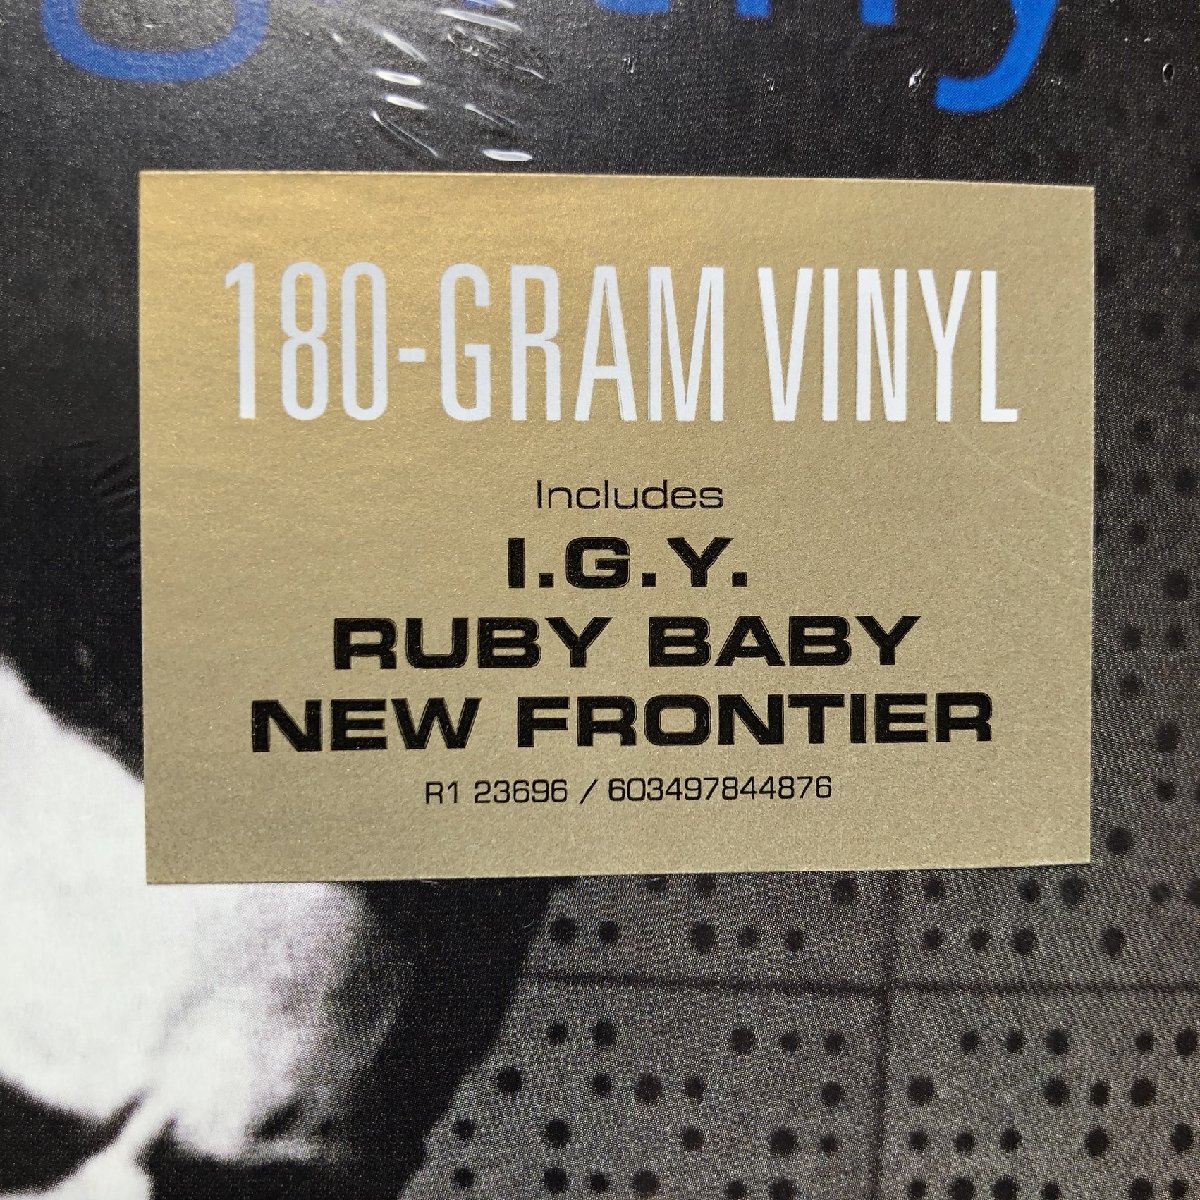 180-GRAM VINYL
Includes
I.G.Y.
RUBY BABY
NEW FRONTIER
R1 23696 / 603497844876